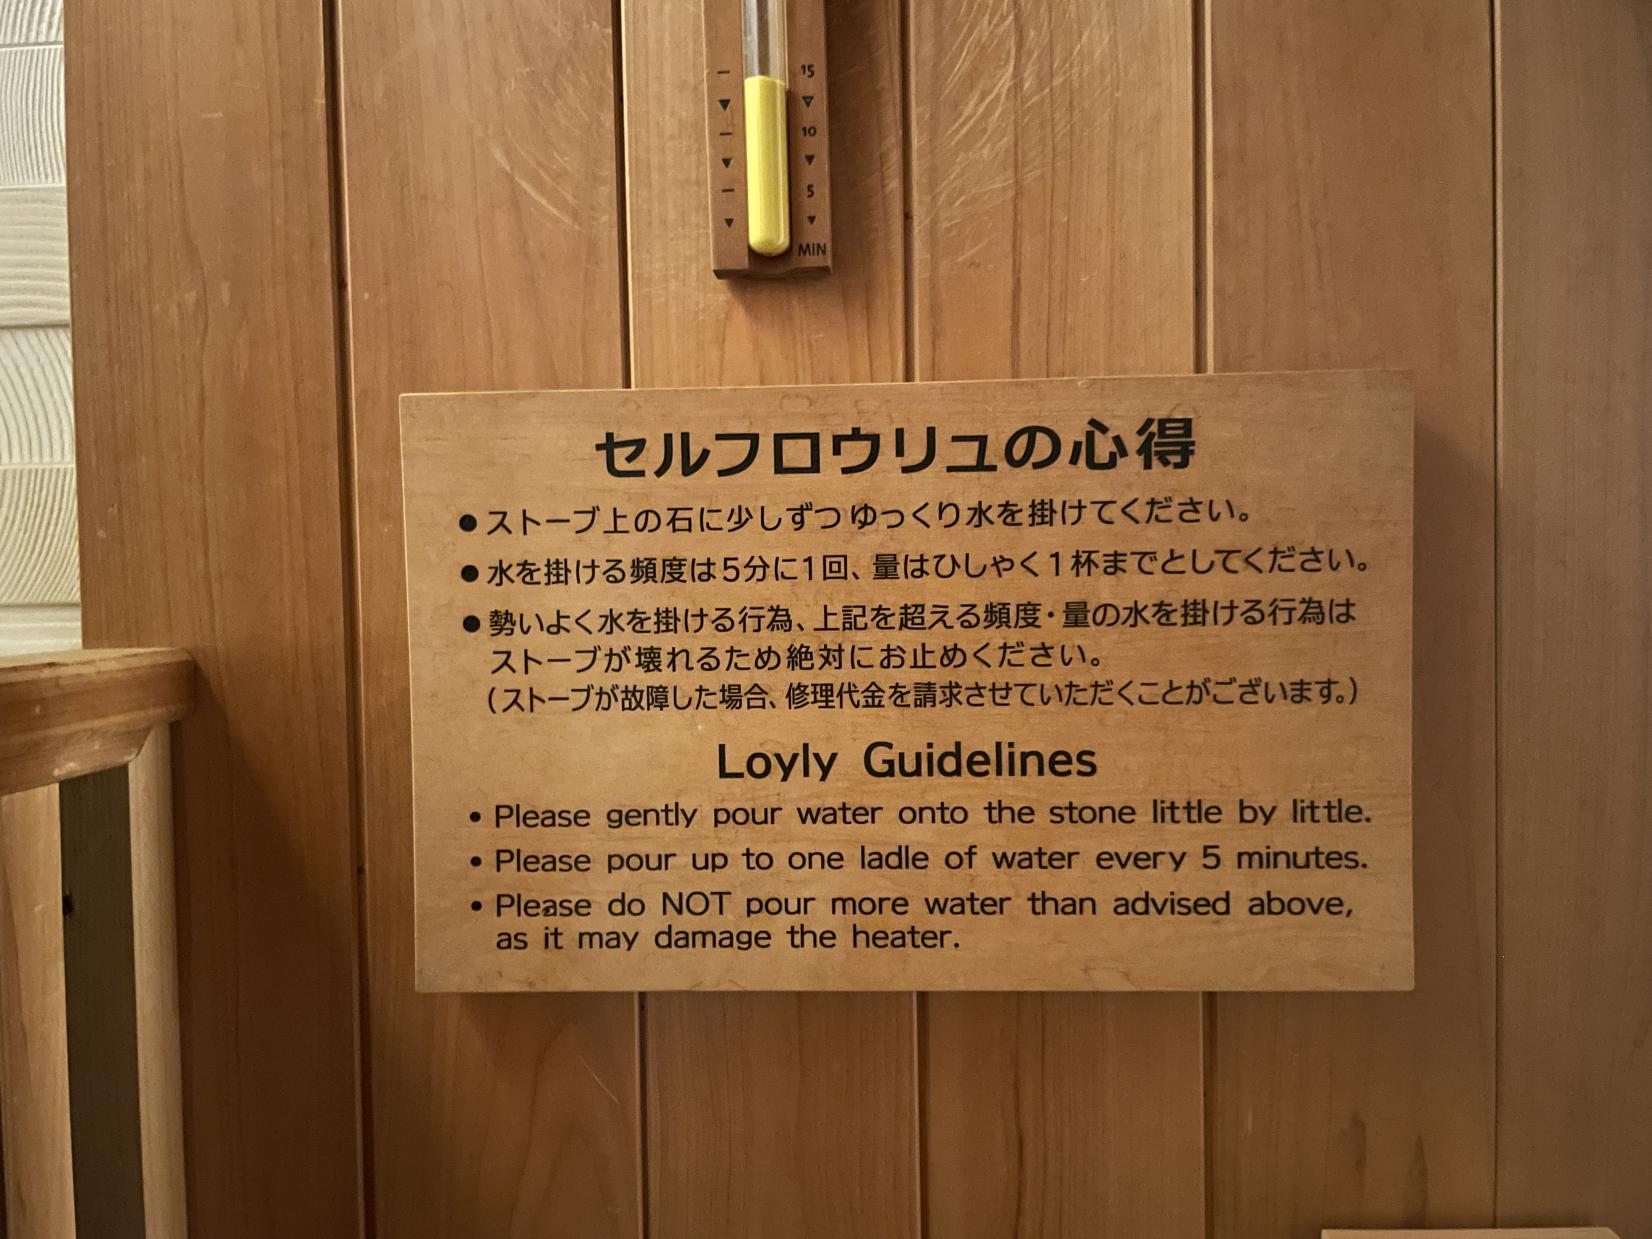 15
10
5
MIN
セルフロウリュの心得
●ストーブ上の石に少しずつゆっくり水を掛けてください。
●水を掛ける頻度は5分に1回、量はひしゃく1杯までとしてください。
●勢いよく水を掛ける行為、上記を超える頻度・量の水を掛ける行為は
ストーブが壊れるため絶対にお止めください。
（ストーブが故障した場合、修理代金を請求させていただくことがございます。）
Loyly Guidelines
• Please gently pour water onto the stone little by little.
• Please pour up to one ladle of water every 5 minutes.
• Please do NOT pour more water than advised above,
as it may damage the heater.